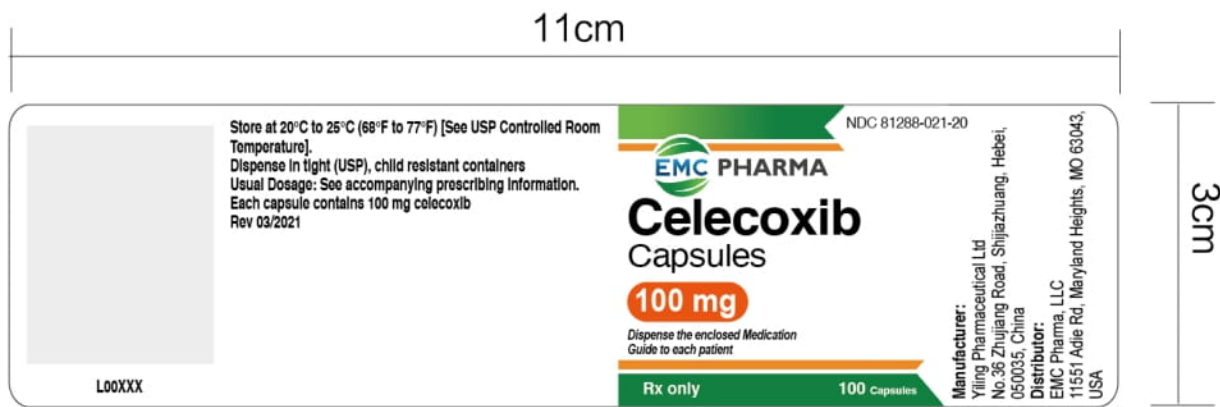 11cm
Store at 20°C to 25°C (68°F to 77°F) [See USP Controlled Room
Temperature].
Dispense in tight (USP), child resistant containers
Usual Dosage: See accompanying prescribing information.
Each capsule contains 100 mg celecoxib
Rev 03/2021
LooXXX
NDC 81288-021-20
EMC PHARMA
Celecoxib
Capsules
100 mg
Dispense the enclosed Medication
Guide to each patient
Rx only
100 Capsules
Manufacturer:
Yiling Pharmaceutical Ltd
No.36 Zhujiang Road, Shijiazhuang, Hebei,
050035, China
Distributor:
EMC Pharma, LLC
11551 Adie Rd, Maryland Heights, MO 63043,
USA
3cm